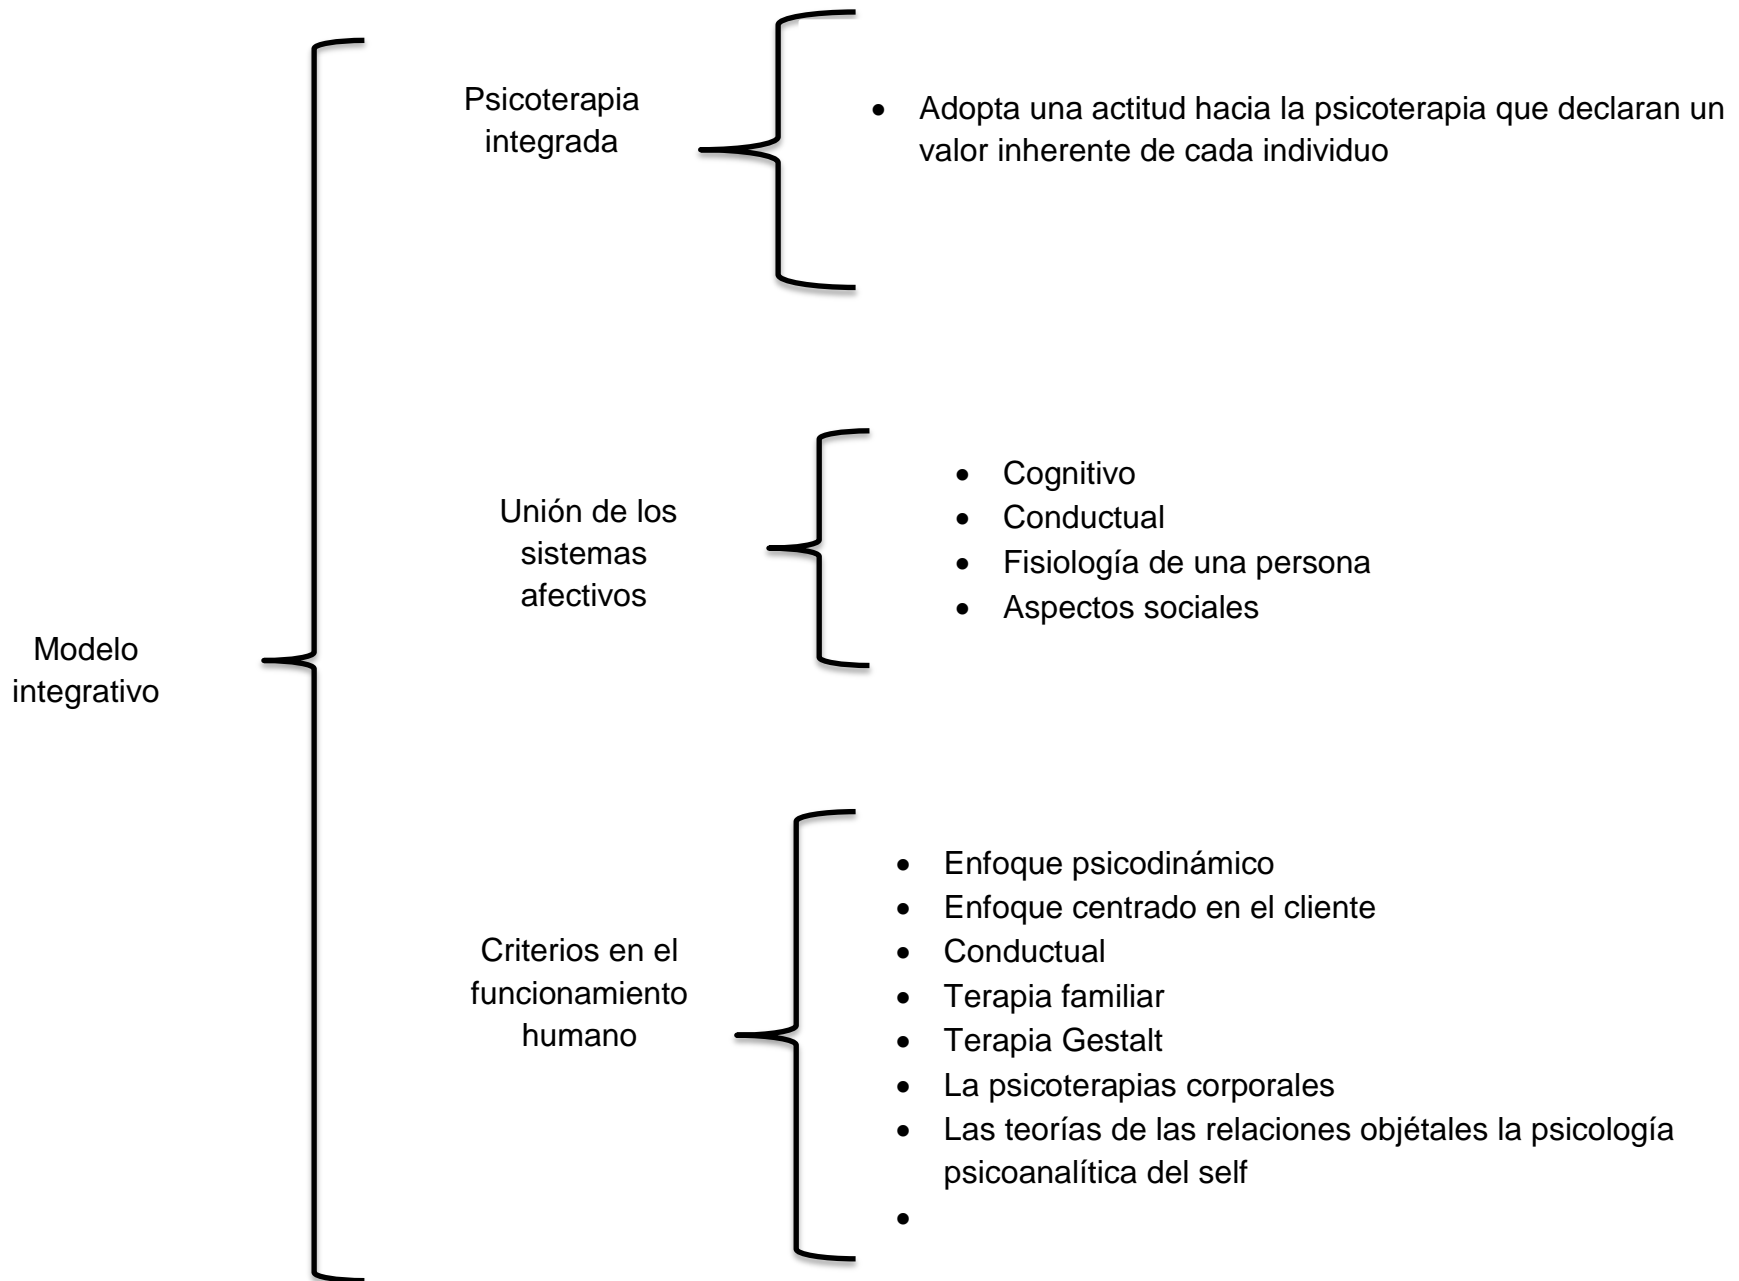 Modelo
integrativo
Psicoterapia
integrada
• Adopta una actitud hacia la psicoterapia que declaran un
valor inherente de cada individuo
Unión de los
sistemas
afectivos
• Cognitivo
• Conductual
• Fisiología de una persona
• Aspectos sociales
Criterios en el
funcionamiento
humano
• Enfoque psicodinámico
• Enfoque centrado en el cliente
• Conductual
• Terapia familiar
• Terapia Gestalt
• La psicoterapias corporales
• Las teorías de las relaciones objétales la psicología
psicoanalítica del self
•